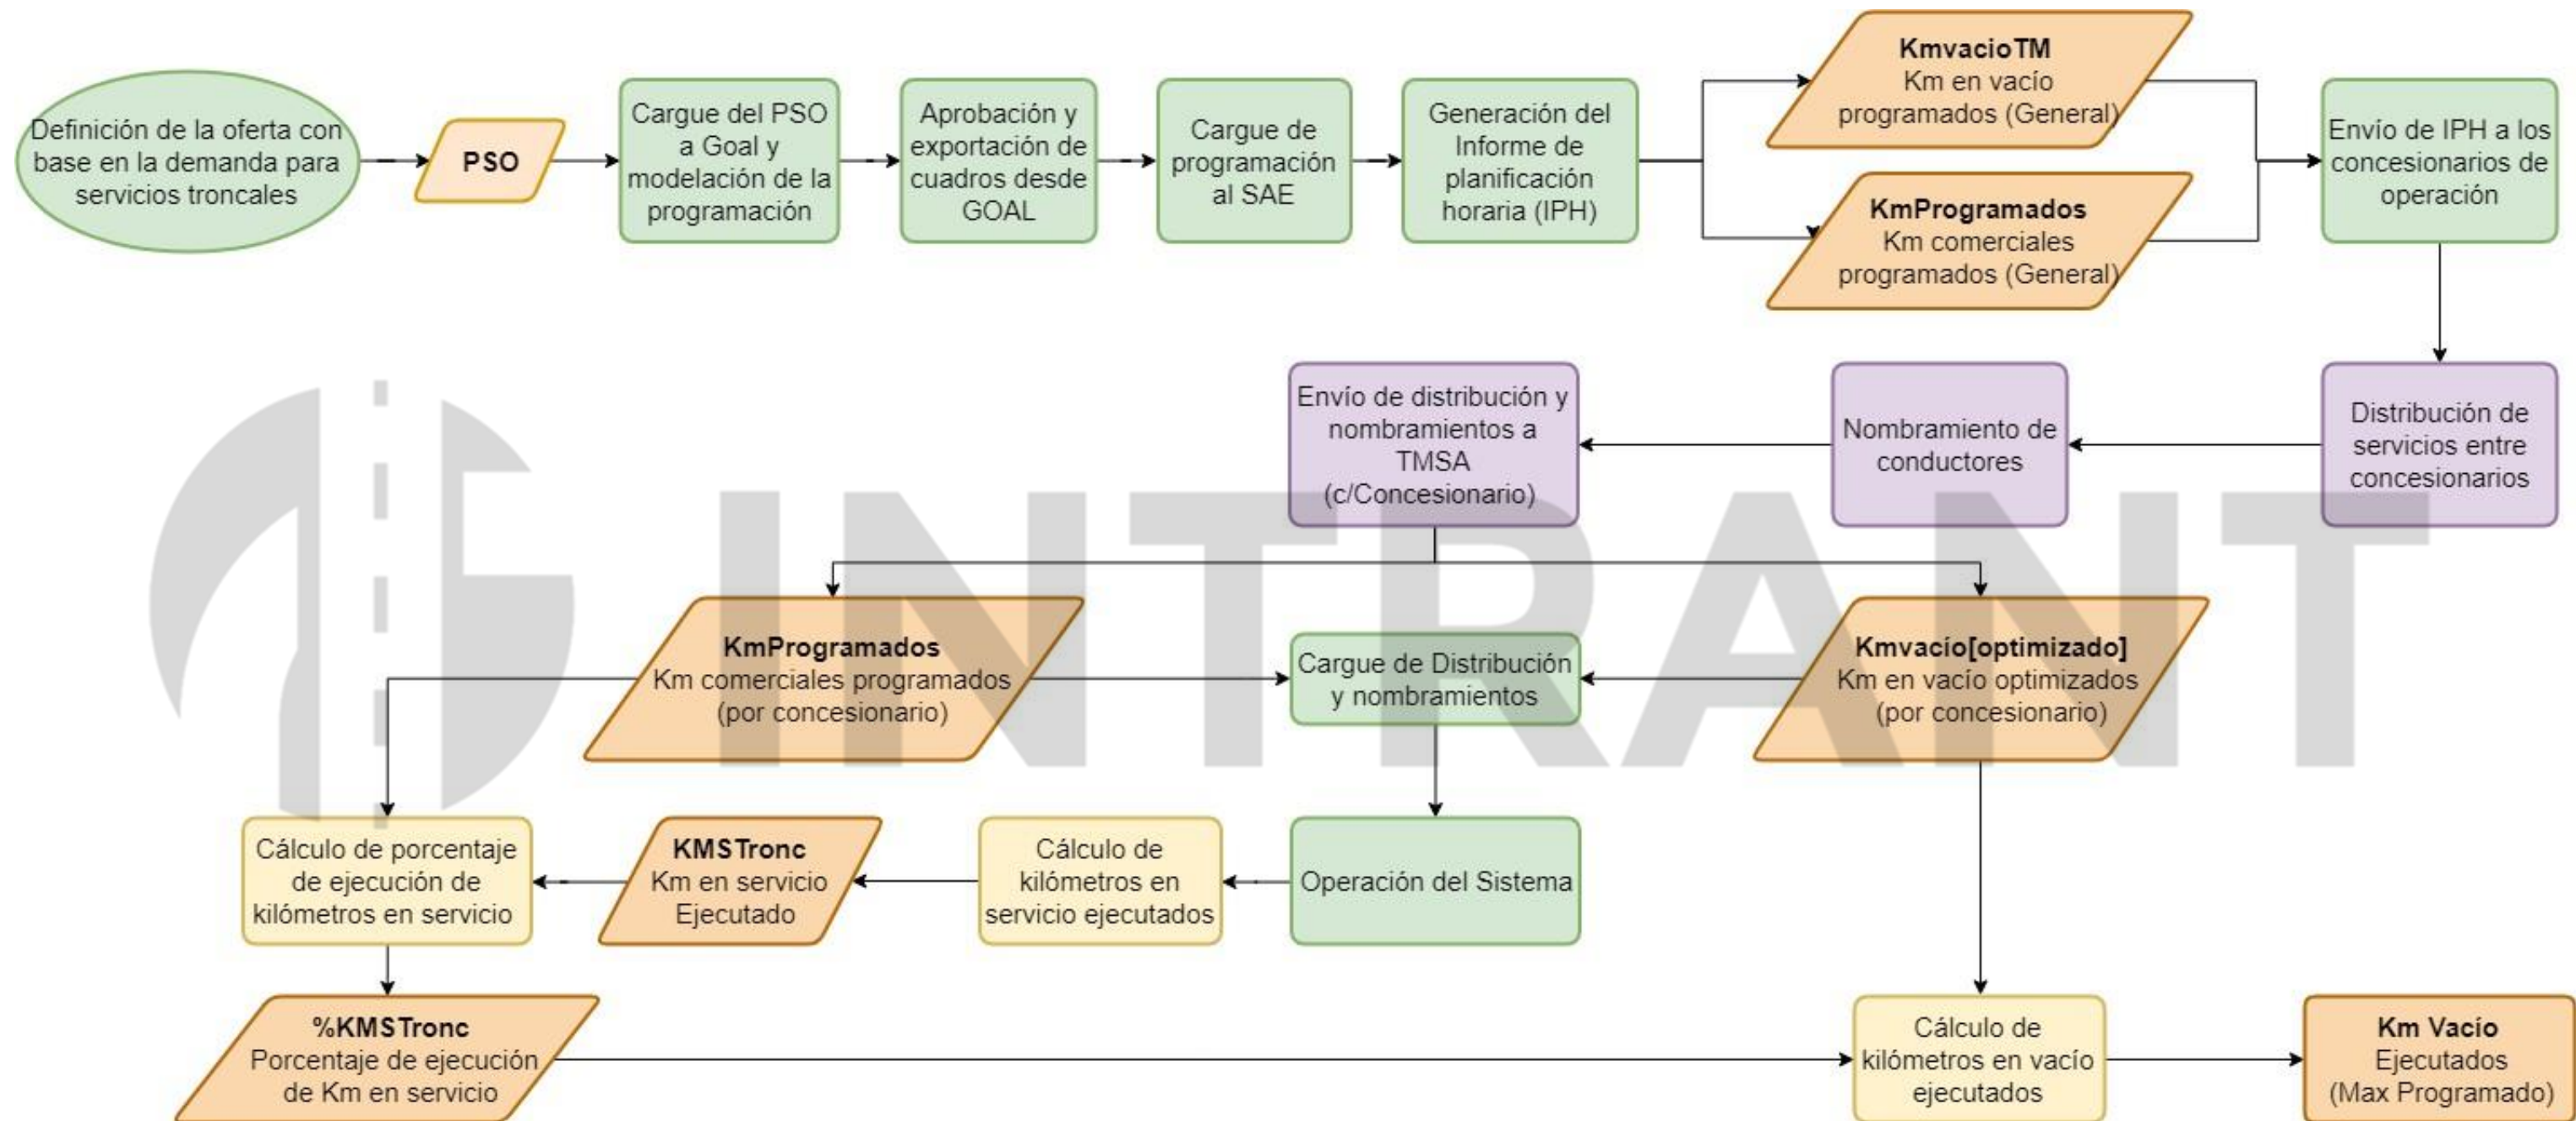 Definición de la oferta con
base en la demanda para
servicios troncales
PSO
Cargue del PSO
a Goal y
modelación de la
programación
Aprobación y
exportación de
cuadros desde
GOAL
Cargue de
programación
al SAE
Generación del
Informe de
planificación
horaria (IPH)
KmvacioTM
Km en vacío
programados (General)
KmProgramados
Km comerciales
programados (General)
Envío de IPH a los
concesionarios de
operación
Envío de distribución y
nombramientos a
TMSA
(c/Concesionario)
Nombramiento de
conductores
Distribución de
servicios entre
concesionarios
INTRANT
KmProgramados
Km comerciales programados
(por concesionario)
Cargue de Distribución
y nombramientos
Kmvacío[optimizado]
Km en vacío optimizados
(por concesionario)
Cálculo de porcentaje
de ejecución de
kilómetros en servicio
KMSTronc
Km en servicio
Ejecutado
Cálculo de
kilómetros en
servicio ejecutados
Operación del Sistema
%KMSTronc
Porcentaje de ejecución
de Km en servicio
Cálculo de
kilómetros en vacío
ejecutados
Km Vacío
Ejecutados
(Max Programado)